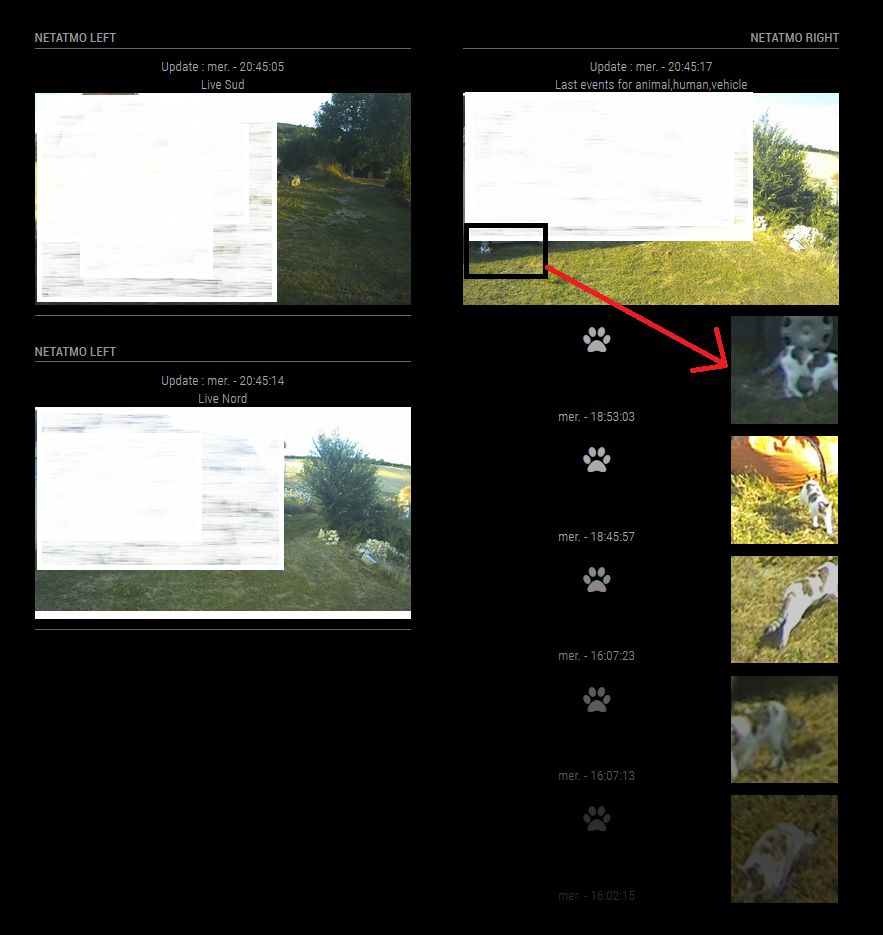 NETATMO LEFT
Update : mer. - 20:45:05
Live Sud
NETATMO LEFT
Update : mer. - 20:45:14
Live Nord
NETATMO RIGHT
Update : mer. - 20:45:17
Last events for animal,human,vehicle
mer. - 18:53:03
mer. - 18:45:57
mer. - 16:07:23
mer. - 16:07:13
mer. - 16:02:15